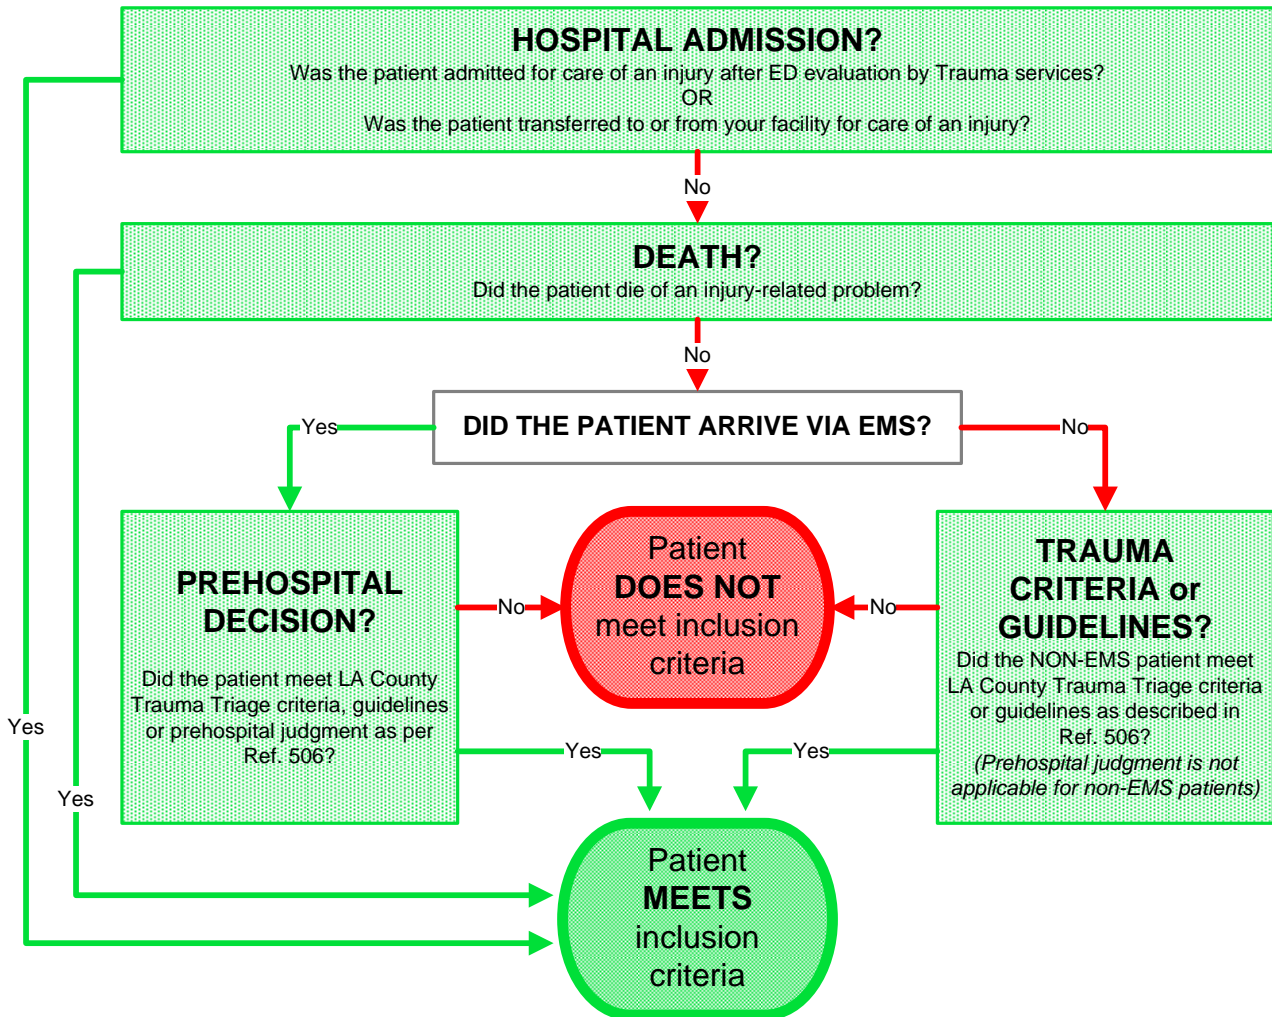 HOSPITAL ADMISSION?
Was the patient admitted for care of an injury after ED evaluation by Trauma services?
OR
Was the patient transferred to or from your facility for care of an injury?
No
DEATH?
Did the patient die of an injury-related problem?
No
DID THE PATIENT ARRIVE VIA EMS?
Yes
No
PREHOSPITAL
DECISION?
Did the patient meet LA County
Trauma Triage criteria, guidelines
or prehospital judgment as per
Ref. 506?
No
Patient
DOES NOT
meet inclusion
criteria
No
TRAUMA
CRITERIA or
GUIDELINES?
Did the NON-EMS patient meet
LA County Trauma Triage criteria
or guidelines as described in
Ref. 506?
(Prehospital judgment is not
applicable for non-EMS patients)
Yes
Yes
Yes
Yes
Patient
MEETS
inclusion
criteria